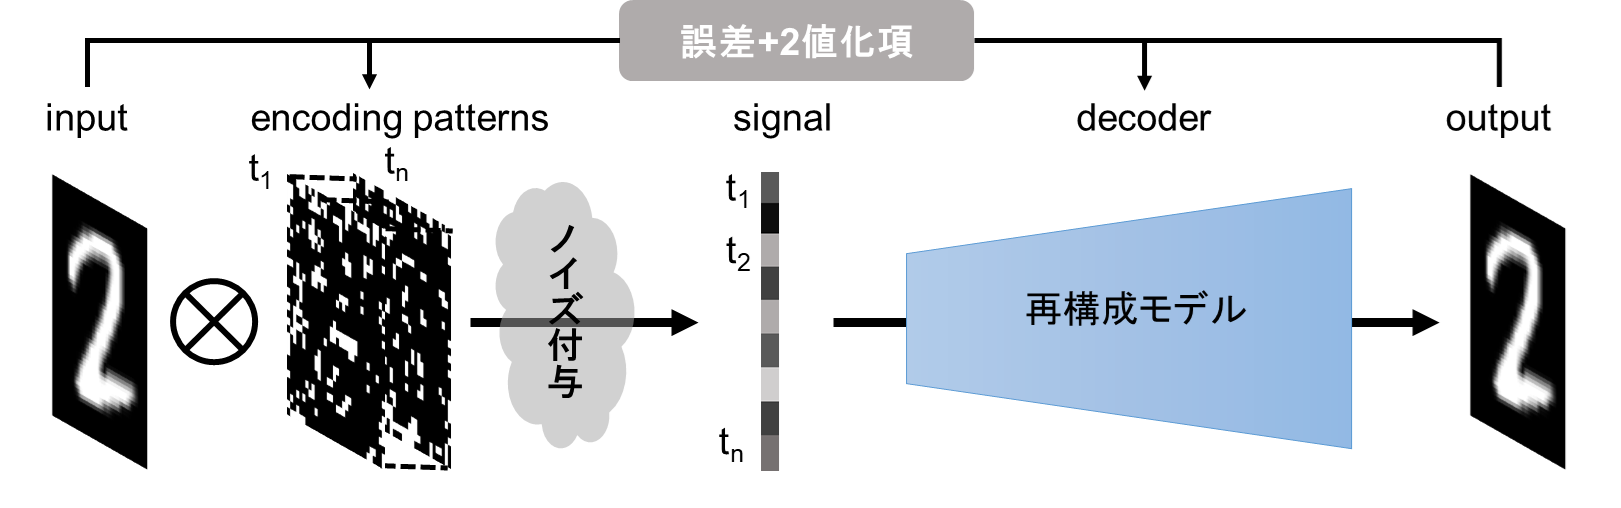 誤差+2値化項
input
encoding patterns
signal
decoder
output
t1
tn
ノイズ付与
t1
t2
tn
再構成モデル